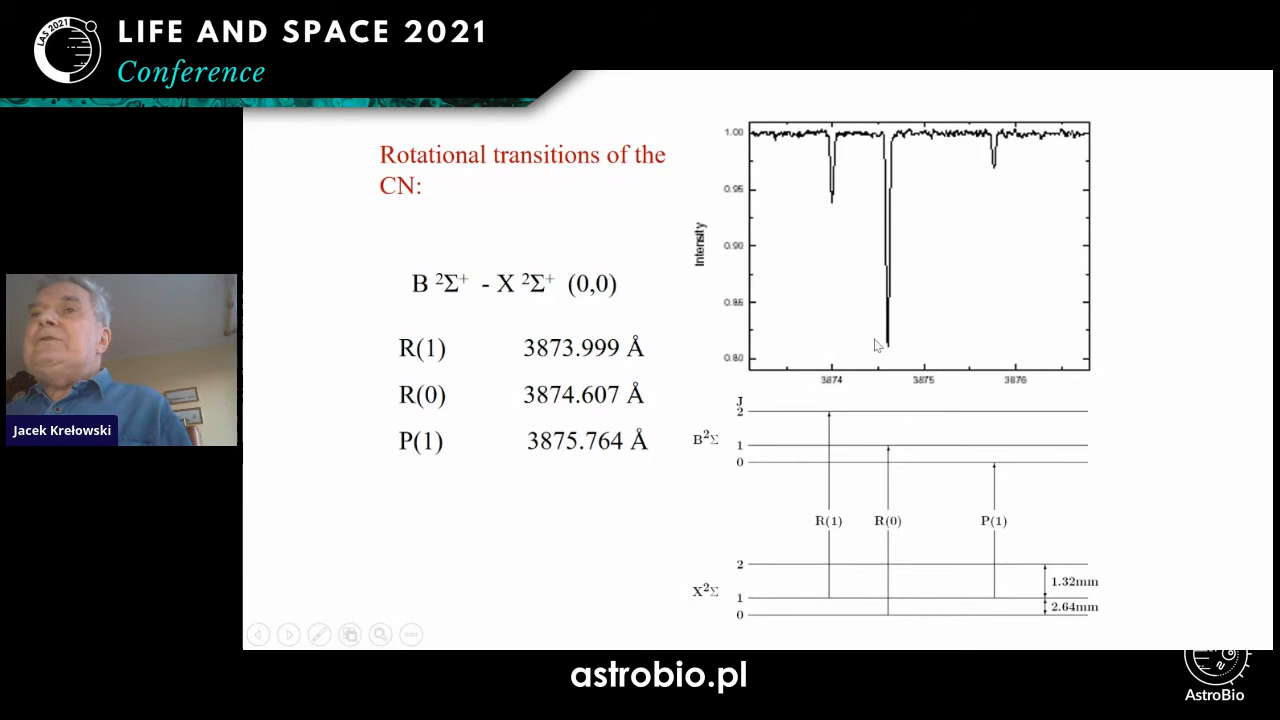 LAS 2021
LIFE AND SPACE 2021
Conference
Rotational transitions of the
CN:
B ²Σ⁺ - X ²Σ⁺ (0,0)
R(1) 3873.999 Å
R(0) 3874.607 Å
P(1) 3875.764 Å
Jacek Krełowski
1.00
0.95
0.90
0.85
0.80
Intensity
3874 3875 3876
J
2
B²Σ 1
0
R(1) R(0) P(1)
2
1.32mm
X²Σ 1
2.64mm
0
astrobio.pl
AstroBio